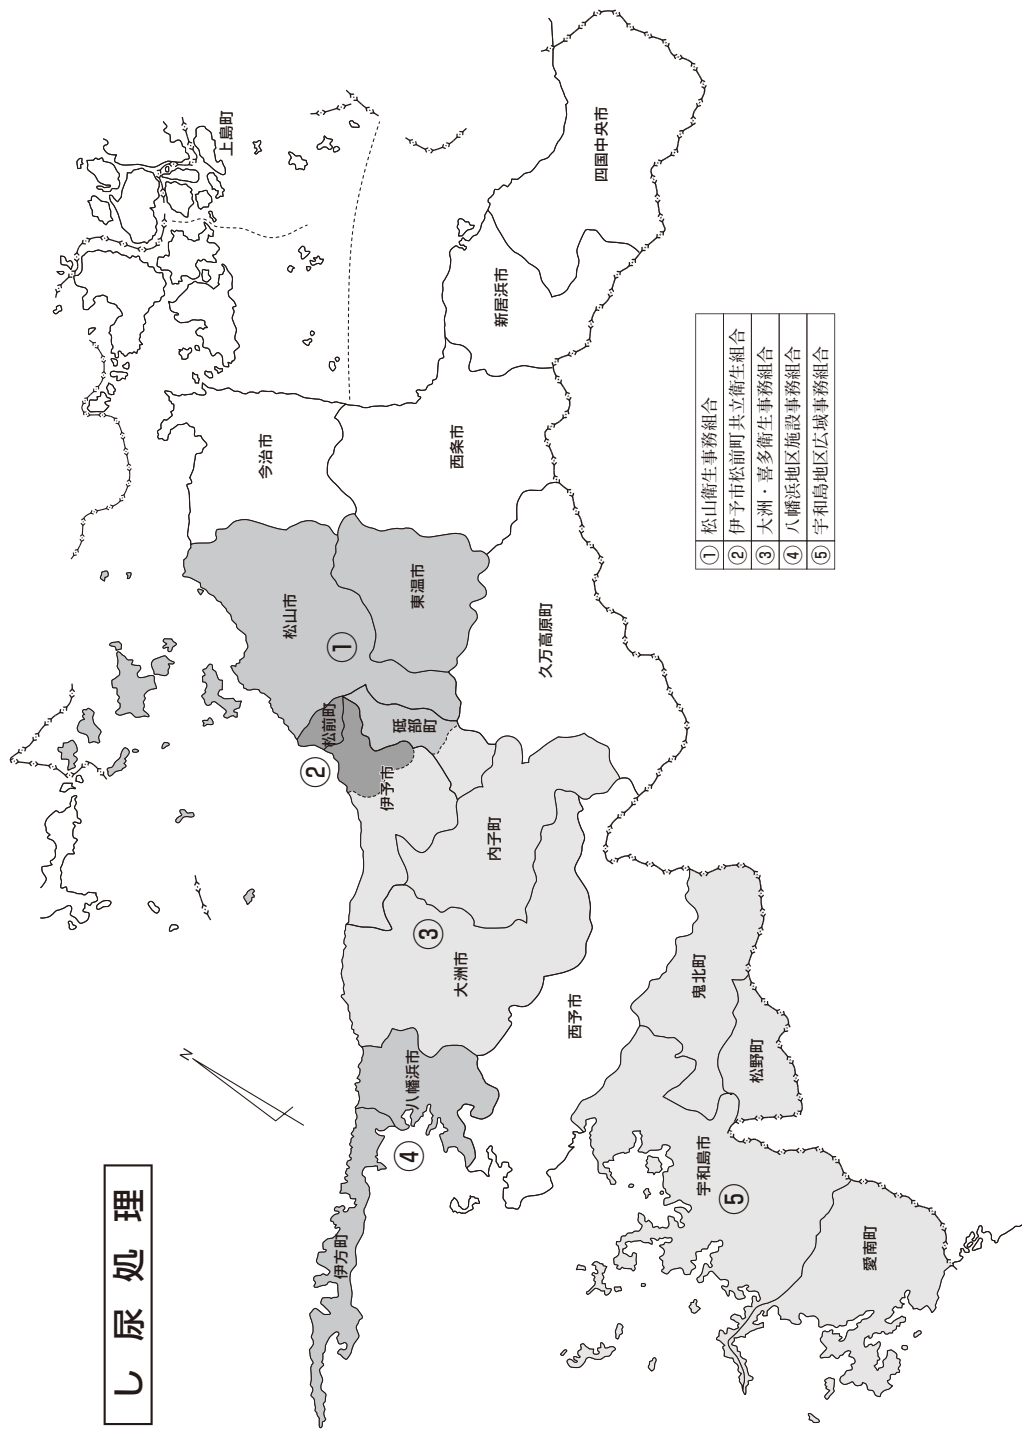 し尿処理
N
上島町
四国中央市
新居浜市
西条市
今治市
松山市
①
東温市
久万高原町
松前町
②
砥部町
伊予市
内子町
③
大洲市
西予市
八幡浜市
④
伊方町
鬼北町
松野町
宇和島市
⑤
愛南町
① 松山衛生事務組合
② 伊予市松前町共立衛生組合
③ 大洲・喜多衛生事務組合
④ 八幡浜地区施設事務組合
⑤ 宇和島地区広域事務組合